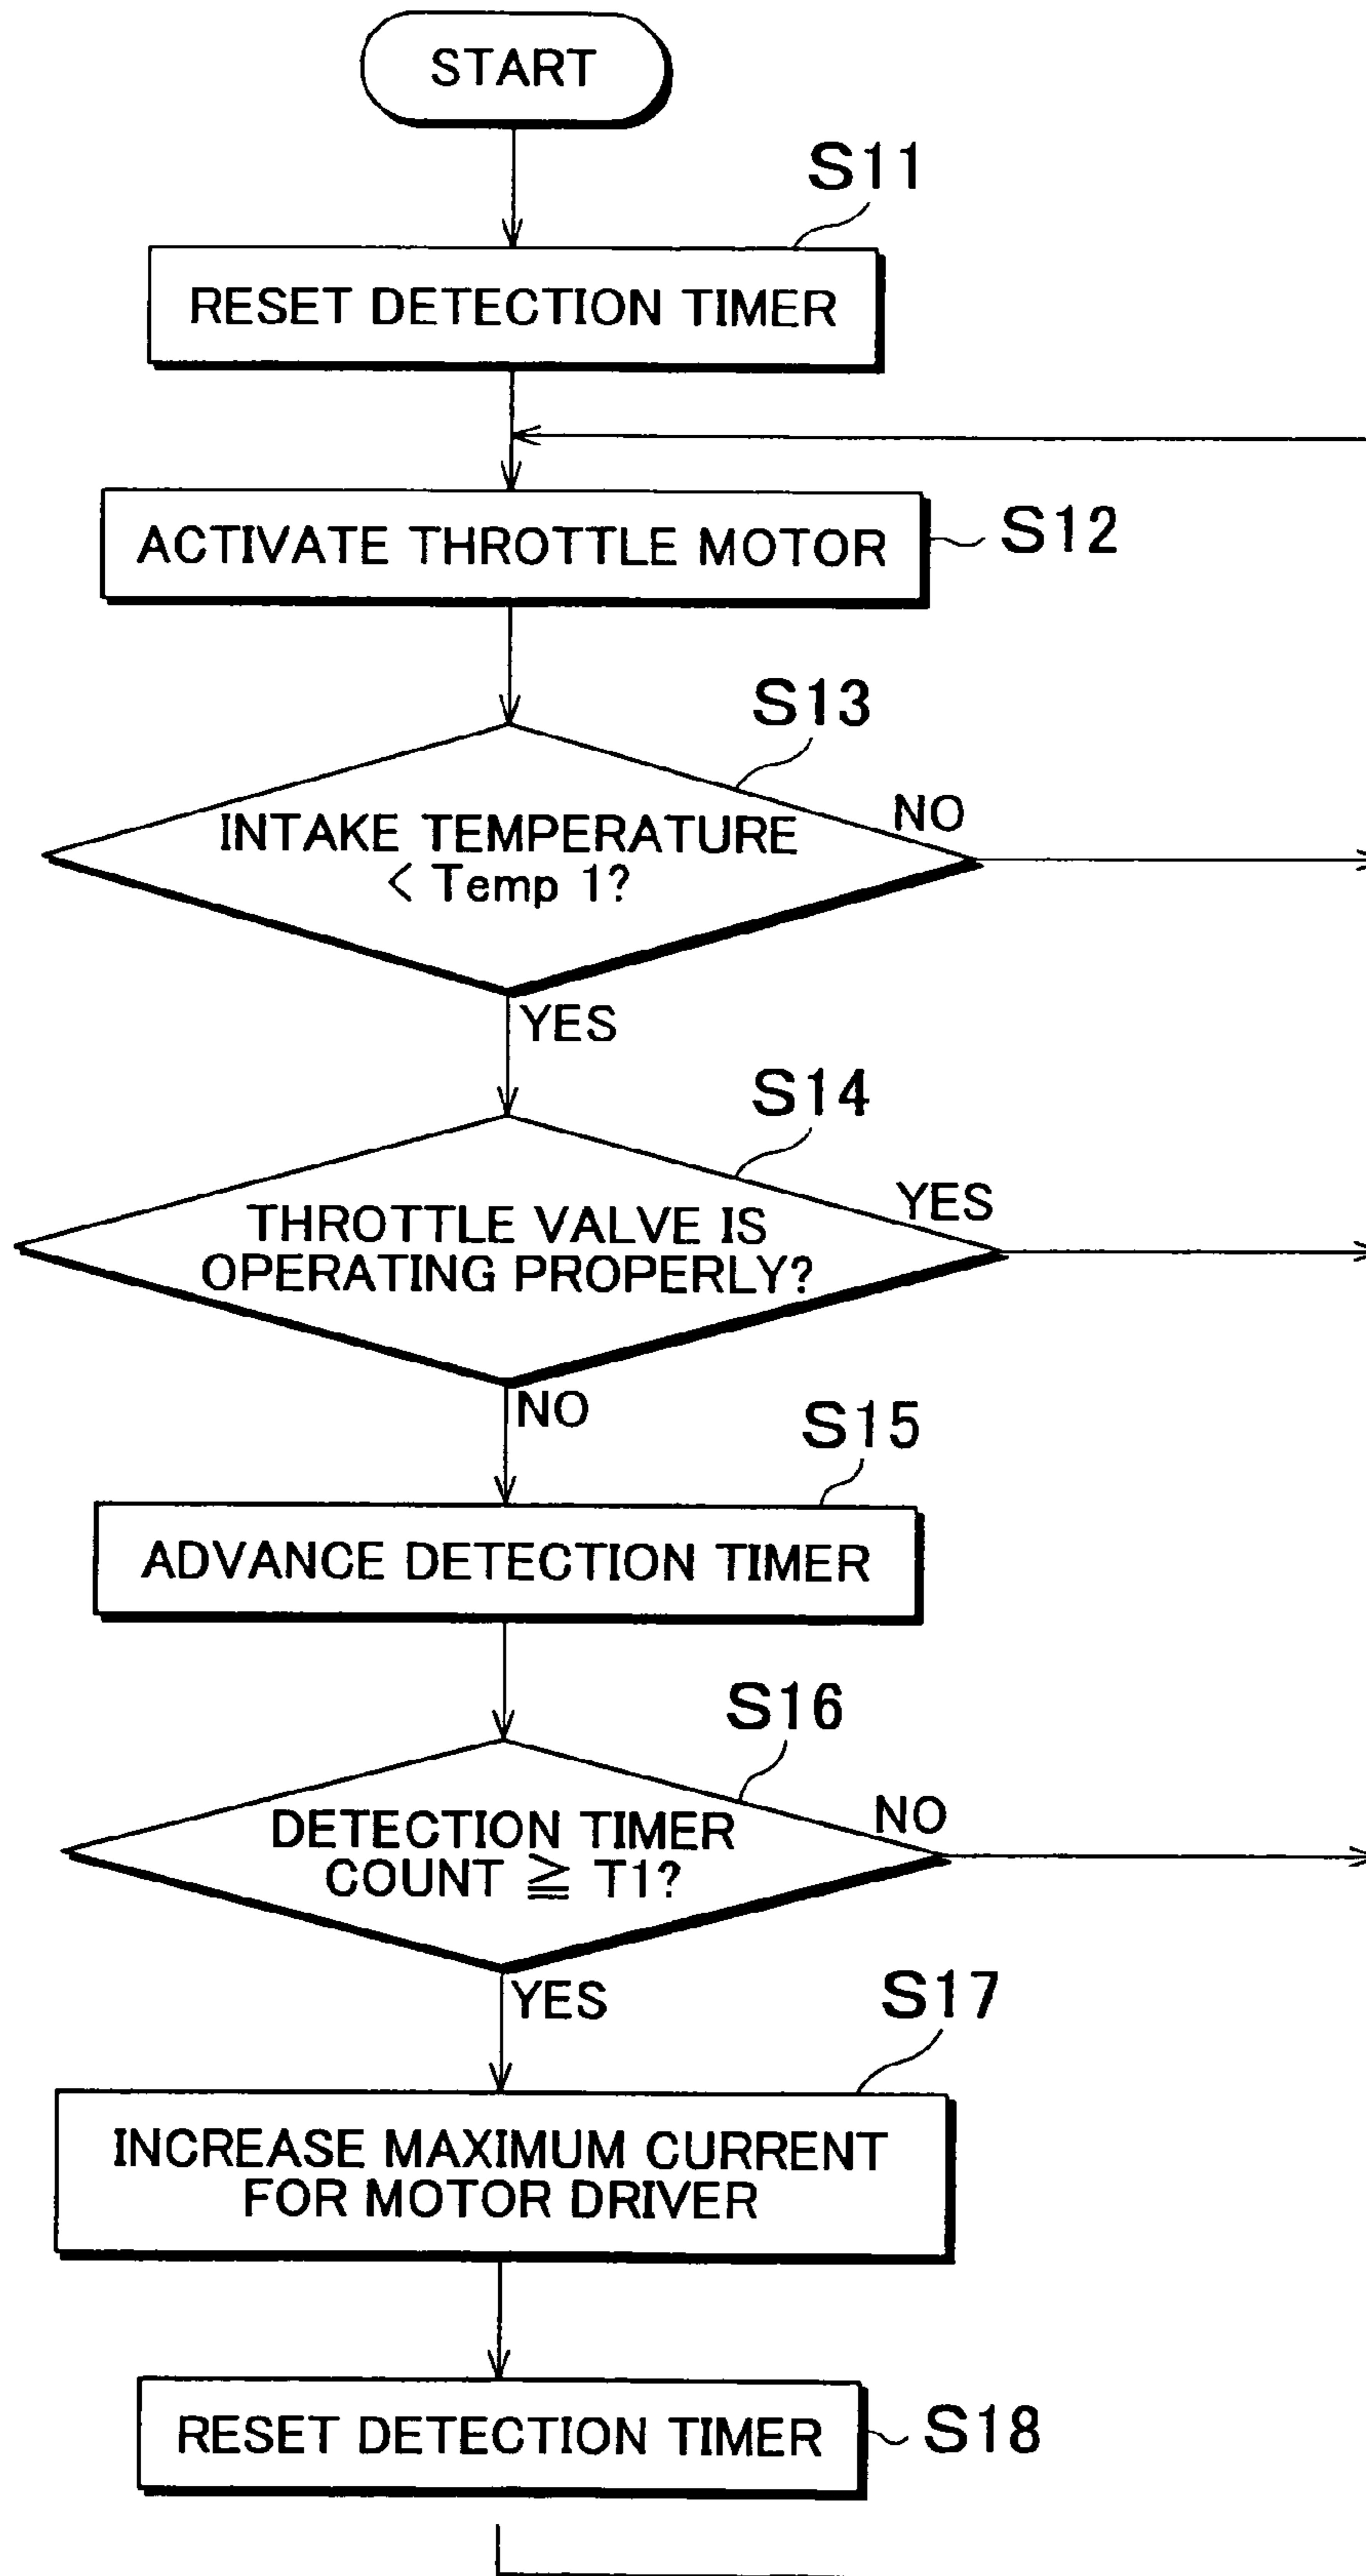 START
S11
RESET DETECTION TIMER
ACTIVATE THROTTLE MOTOR
S12
S13
INTAKE TEMPERATURE
< Temp 1?
NO
YES
S14
THROTTLE VALVE IS
OPERATING PROPERLY?
YES
NO
S15
ADVANCE DETECTION TIMER
S16
DETECTION TIMER
COUNT ≧ T1?
NO
YES
S17
INCREASE MAXIMUM CURRENT
FOR MOTOR DRIVER
RESET DETECTION TIMER
S18